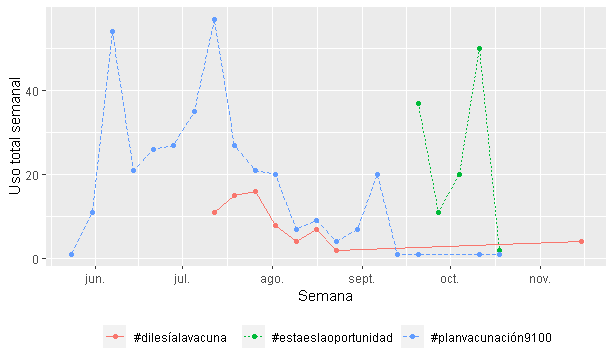 Uso total semanal
40
20
0
jun. jul. ago. sept. oct. nov.
Semana
#dilesíalavacuna #estaeslaoportunidad #planvacunación9100